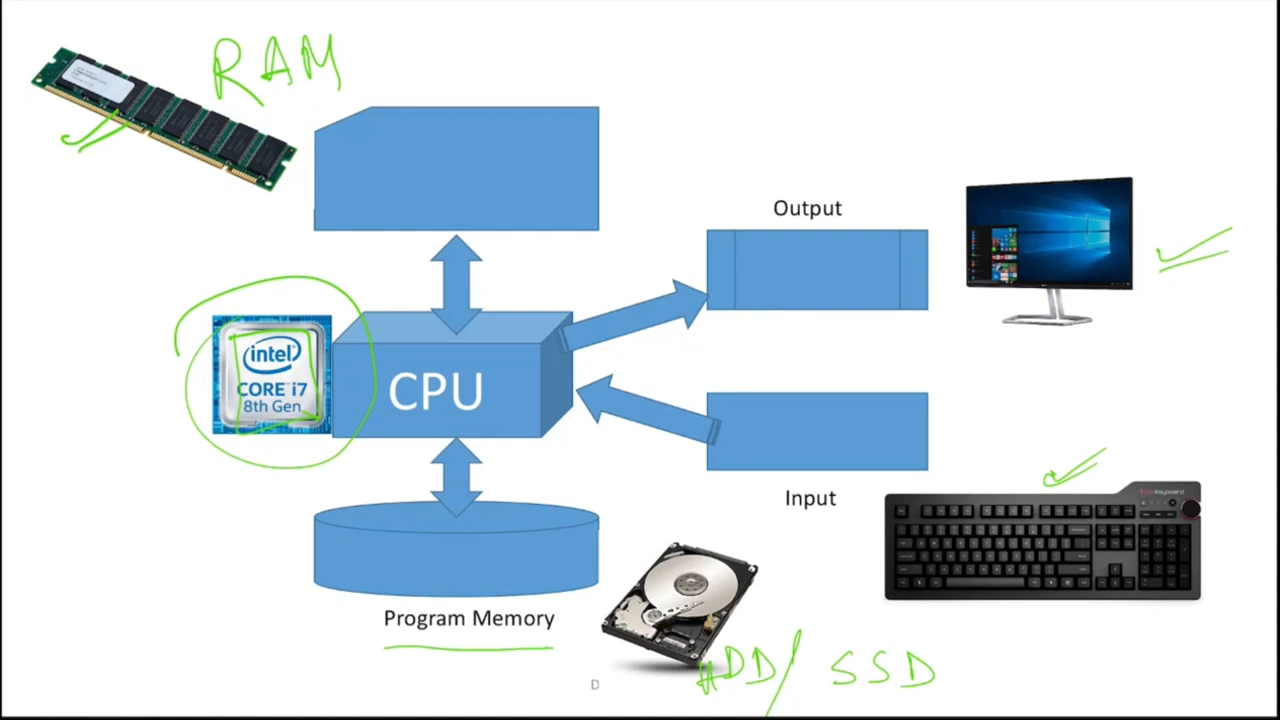 RAM
Output
intel
CORE i7
8th Gen
CPU
Input
Program Memory
HDD/ SSD
D